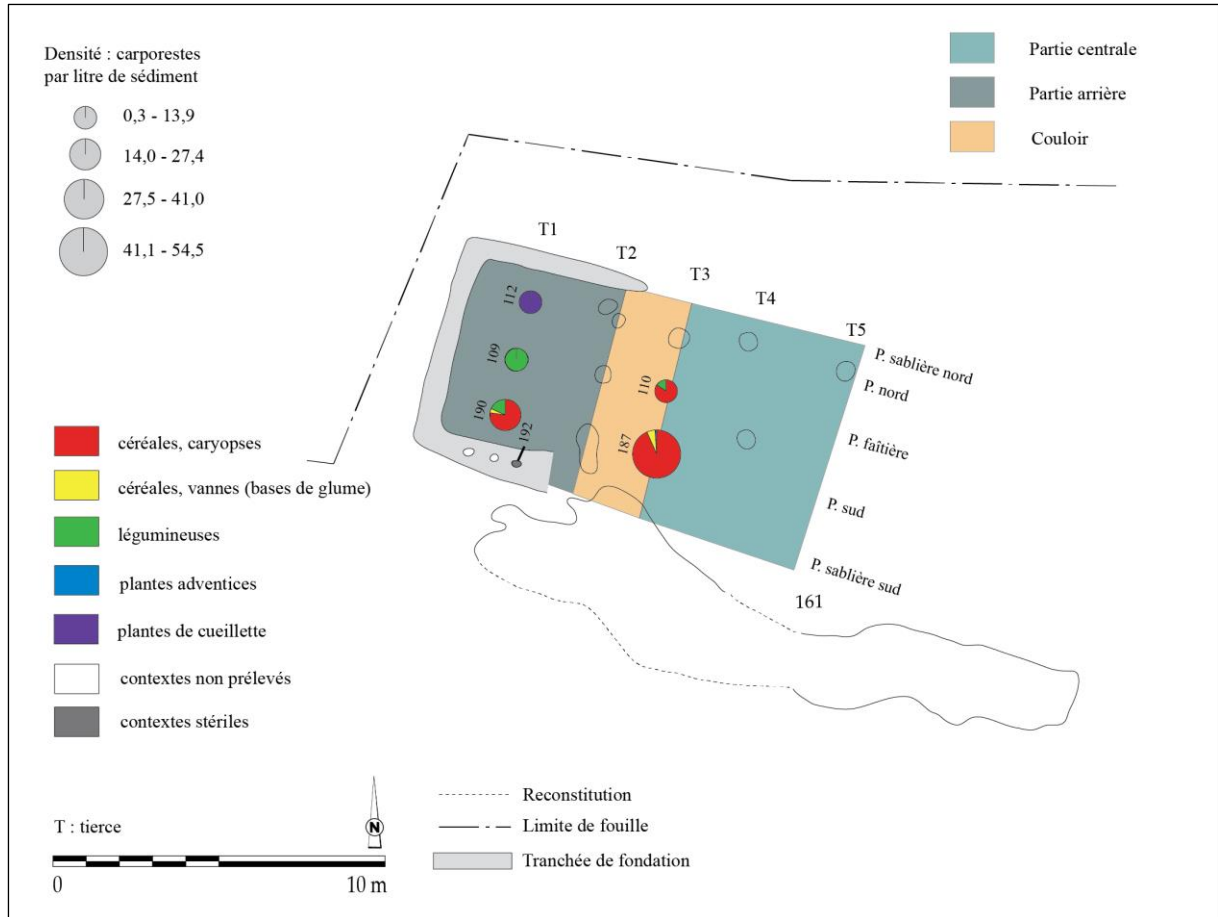 Densité : carporestes
par litre de sédiment
0,3 - 13,9
14,0 - 27,4
27,5 - 41,0
41,1 - 54,5
Partie centrale
Partie arrière
Couloir
T1
T2
T3
T4
T5
P. sablière nord
P. nord
P. faîtière
P. sud
P. sablière sud
112
109
190
192
110
187
161
céréales, caryopses
céréales, vannes (bases de glume)
légumineuses
plantes adventices
plantes de cueillette
contextes non prélevés
contextes stériles
T : tierce
0
10 m
N
Reconstitution
Limite de fouille
Tranchée de fondation